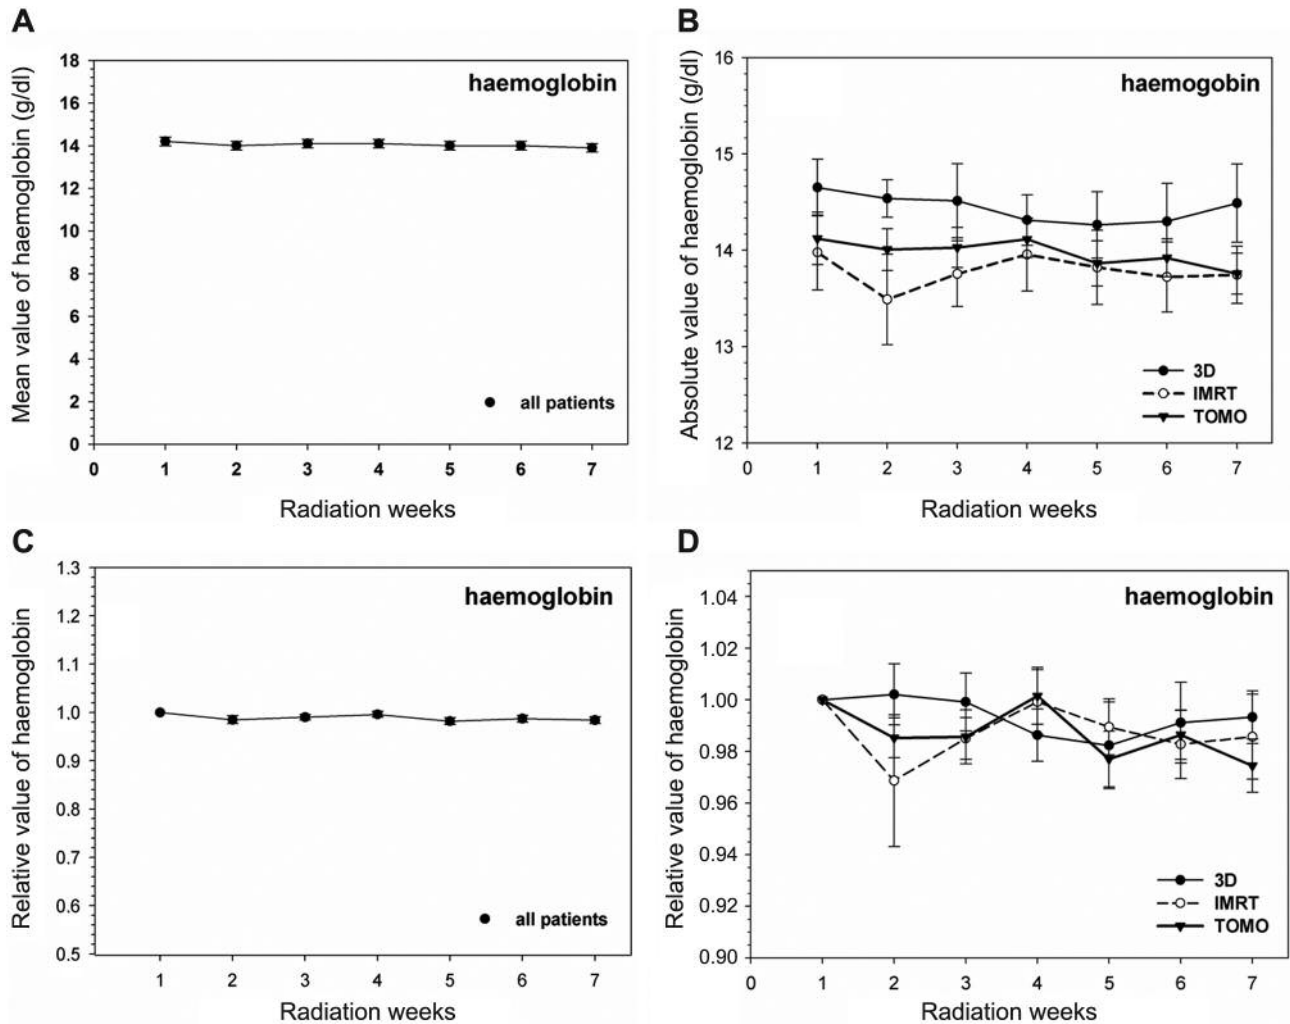 A
haemoglobin
Mean value of haemoglobin (g/dl)
18
16
14
12
10
8
6
4
2
0
all patients
0 1 2 3 4 5 6 7
Radiation weeks
B
haemogobin
Absolute value of haemoglobin (g/dl)
16
15
14
13
12
3D
IMRT
TOMO
0 1 2 3 4 5 6 7
Radiation weeks
C
haemoglobin
Relative value of haemoglobin
1.3
1.2
1.1
1.0
0.9
0.8
0.7
0.6
0.5
all patients
1 2 3 4 5 6 7
Radiation weeks
D
haemoglobin
Relative value of haemoglobin
1.04
1.02
1.00
0.98
0.96
0.94
0.92
0.90
3D
IMRT
TOMO
0 1 2 3 4 5 6 7
Radiation weeks